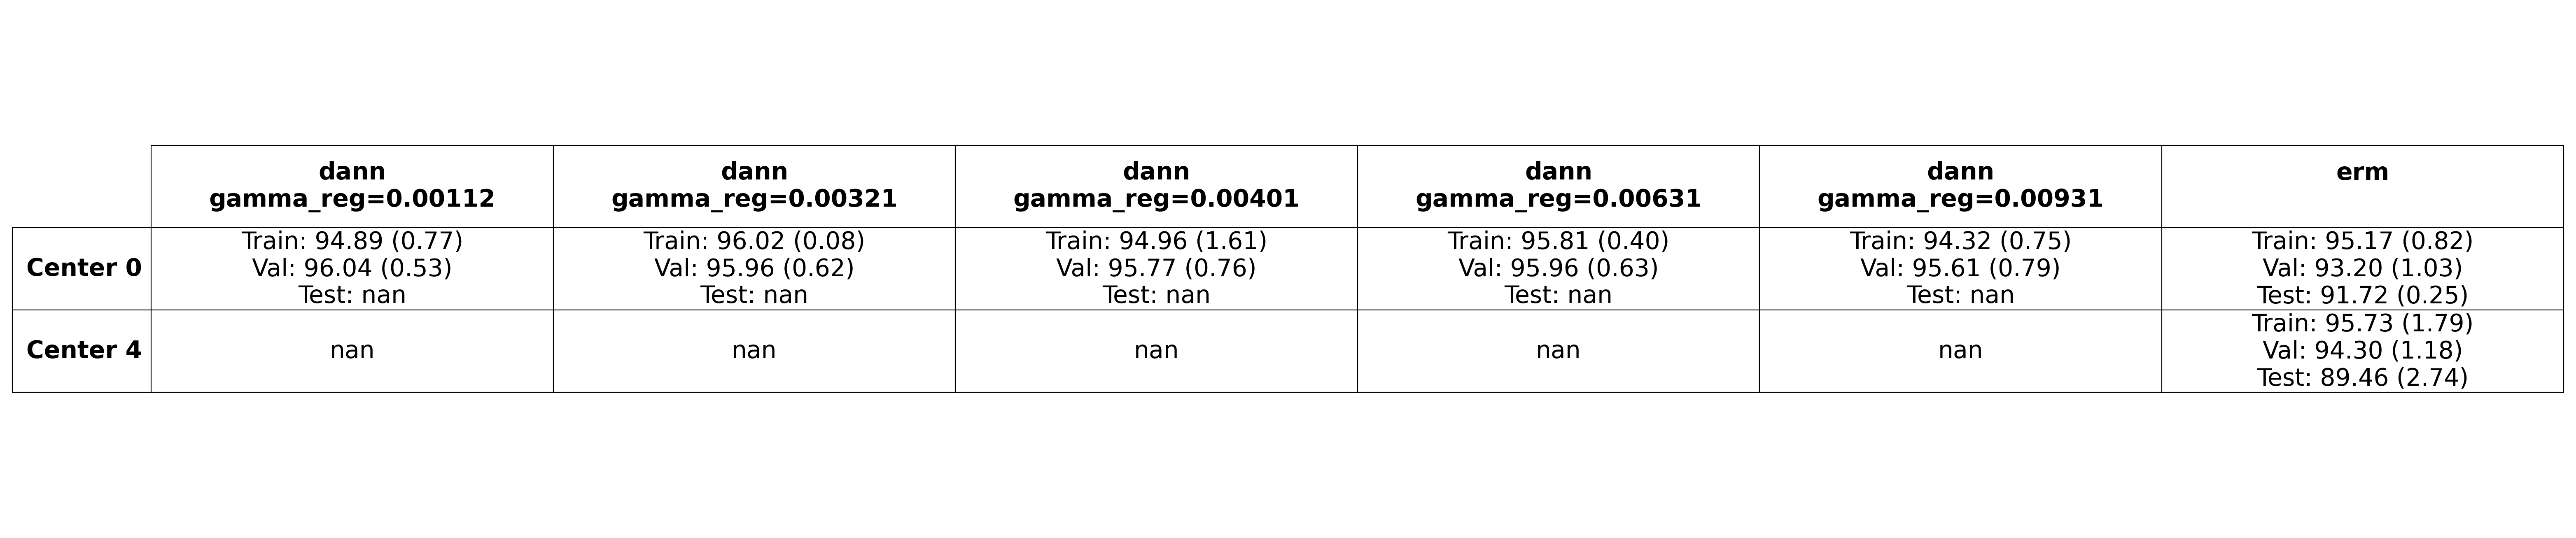 dann
gamma_reg=0.00112
dann
gamma_reg=0.00321
dann
gamma_reg=0.00401
dann
gamma_reg=0.00631
dann
gamma_reg=0.00931
erm
Center 0
Train: 94.89 (0.77)
Val: 96.04 (0.53)
Test: nan
Train: 96.02 (0.08)
Val: 95.96 (0.62)
Test: nan
Train: 94.96 (1.61)
Val: 95.77 (0.76)
Test: nan
Train: 95.81 (0.40)
Val: 95.96 (0.63)
Test: nan
Train: 94.32 (0.75)
Val: 95.61 (0.79)
Test: nan
Train: 95.17 (0.82)
Val: 93.20 (1.03)
Test: 91.72 (0.25)
Center 4
nan
nan
nan
nan
nan
Train: 95.73 (1.79)
Val: 94.30 (1.18)
Test: 89.46 (2.74)